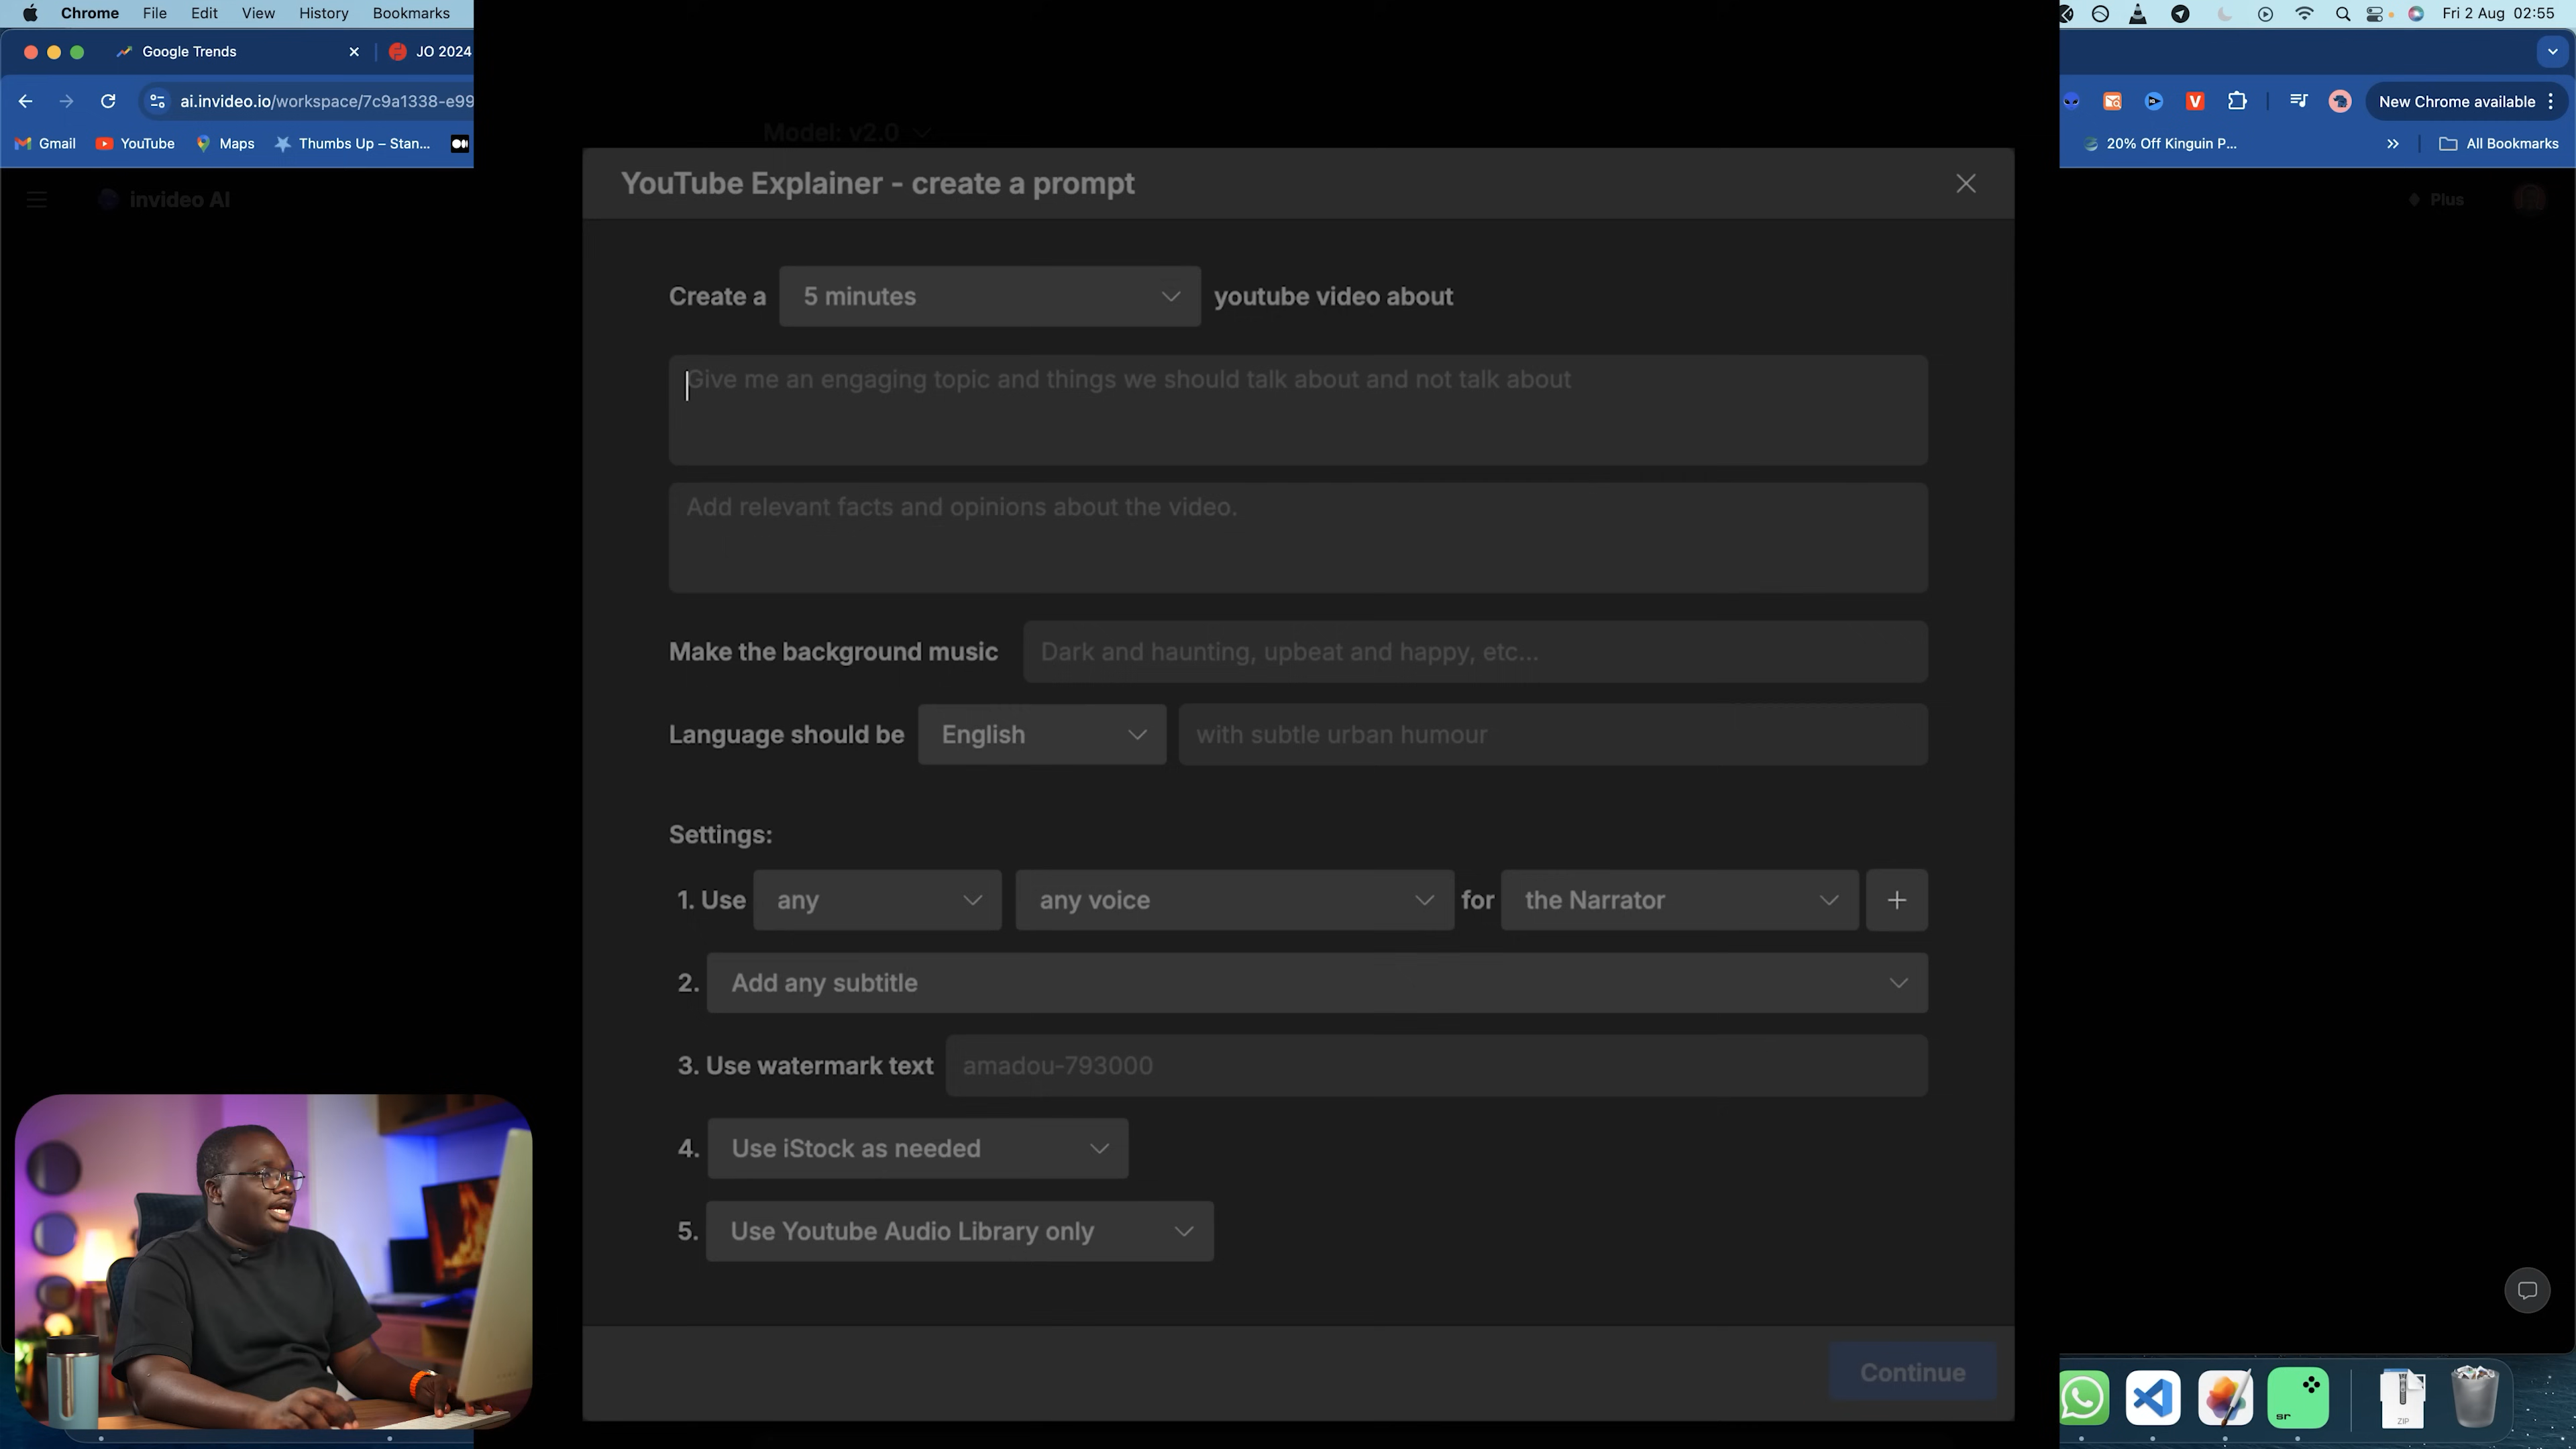 Chrome File Edit View History Bookmarks
Fri 2 Aug 02:55
Google Trends
JO 2024
ai.invideo.io/workspace/7c9a1338-e99
New Chrome available
Gmail YouTube Maps Thumbs Up – Stan...
20% Off Kinguin P...
All Bookmarks
invideo AI
Model: v2.0
Plus
YouTube Explainer - create a prompt
Create a 5 minutes youtube video about
Give me an engaging topic and things we should talk about and not talk about
Add relevant facts and opinions about the video.
Make the background music Dark and haunting, upbeat and happy, etc...
Language should be English with subtle urban humour
Settings:
1. Use any any voice for the Narrator +
2. Add any subtitle
3. Use watermark text amadou-793000
4. Use iStock as needed
5. Use Youtube Audio Library only
Continue
sr
ZIP